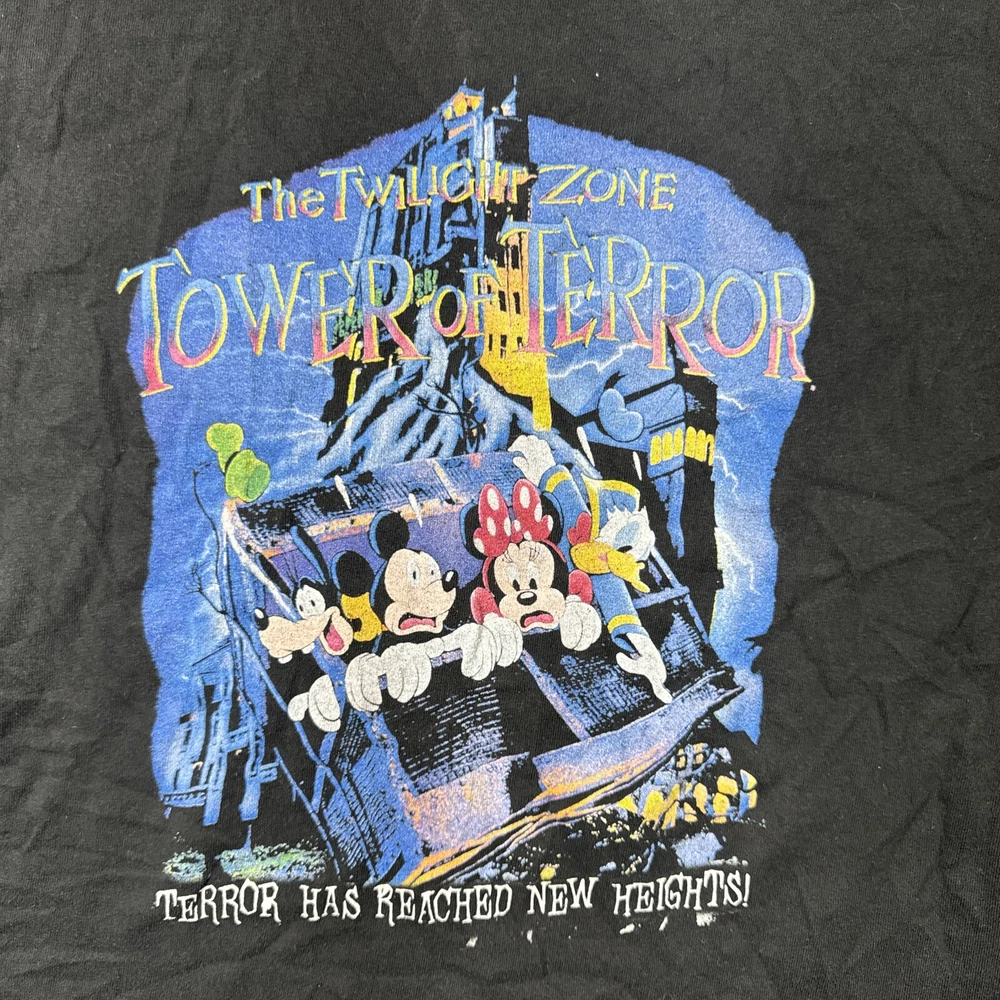 The TWILIGHT ZONE
TOWER OF TERROR
TERROR HAS REACHED NEW HEIGHTS!